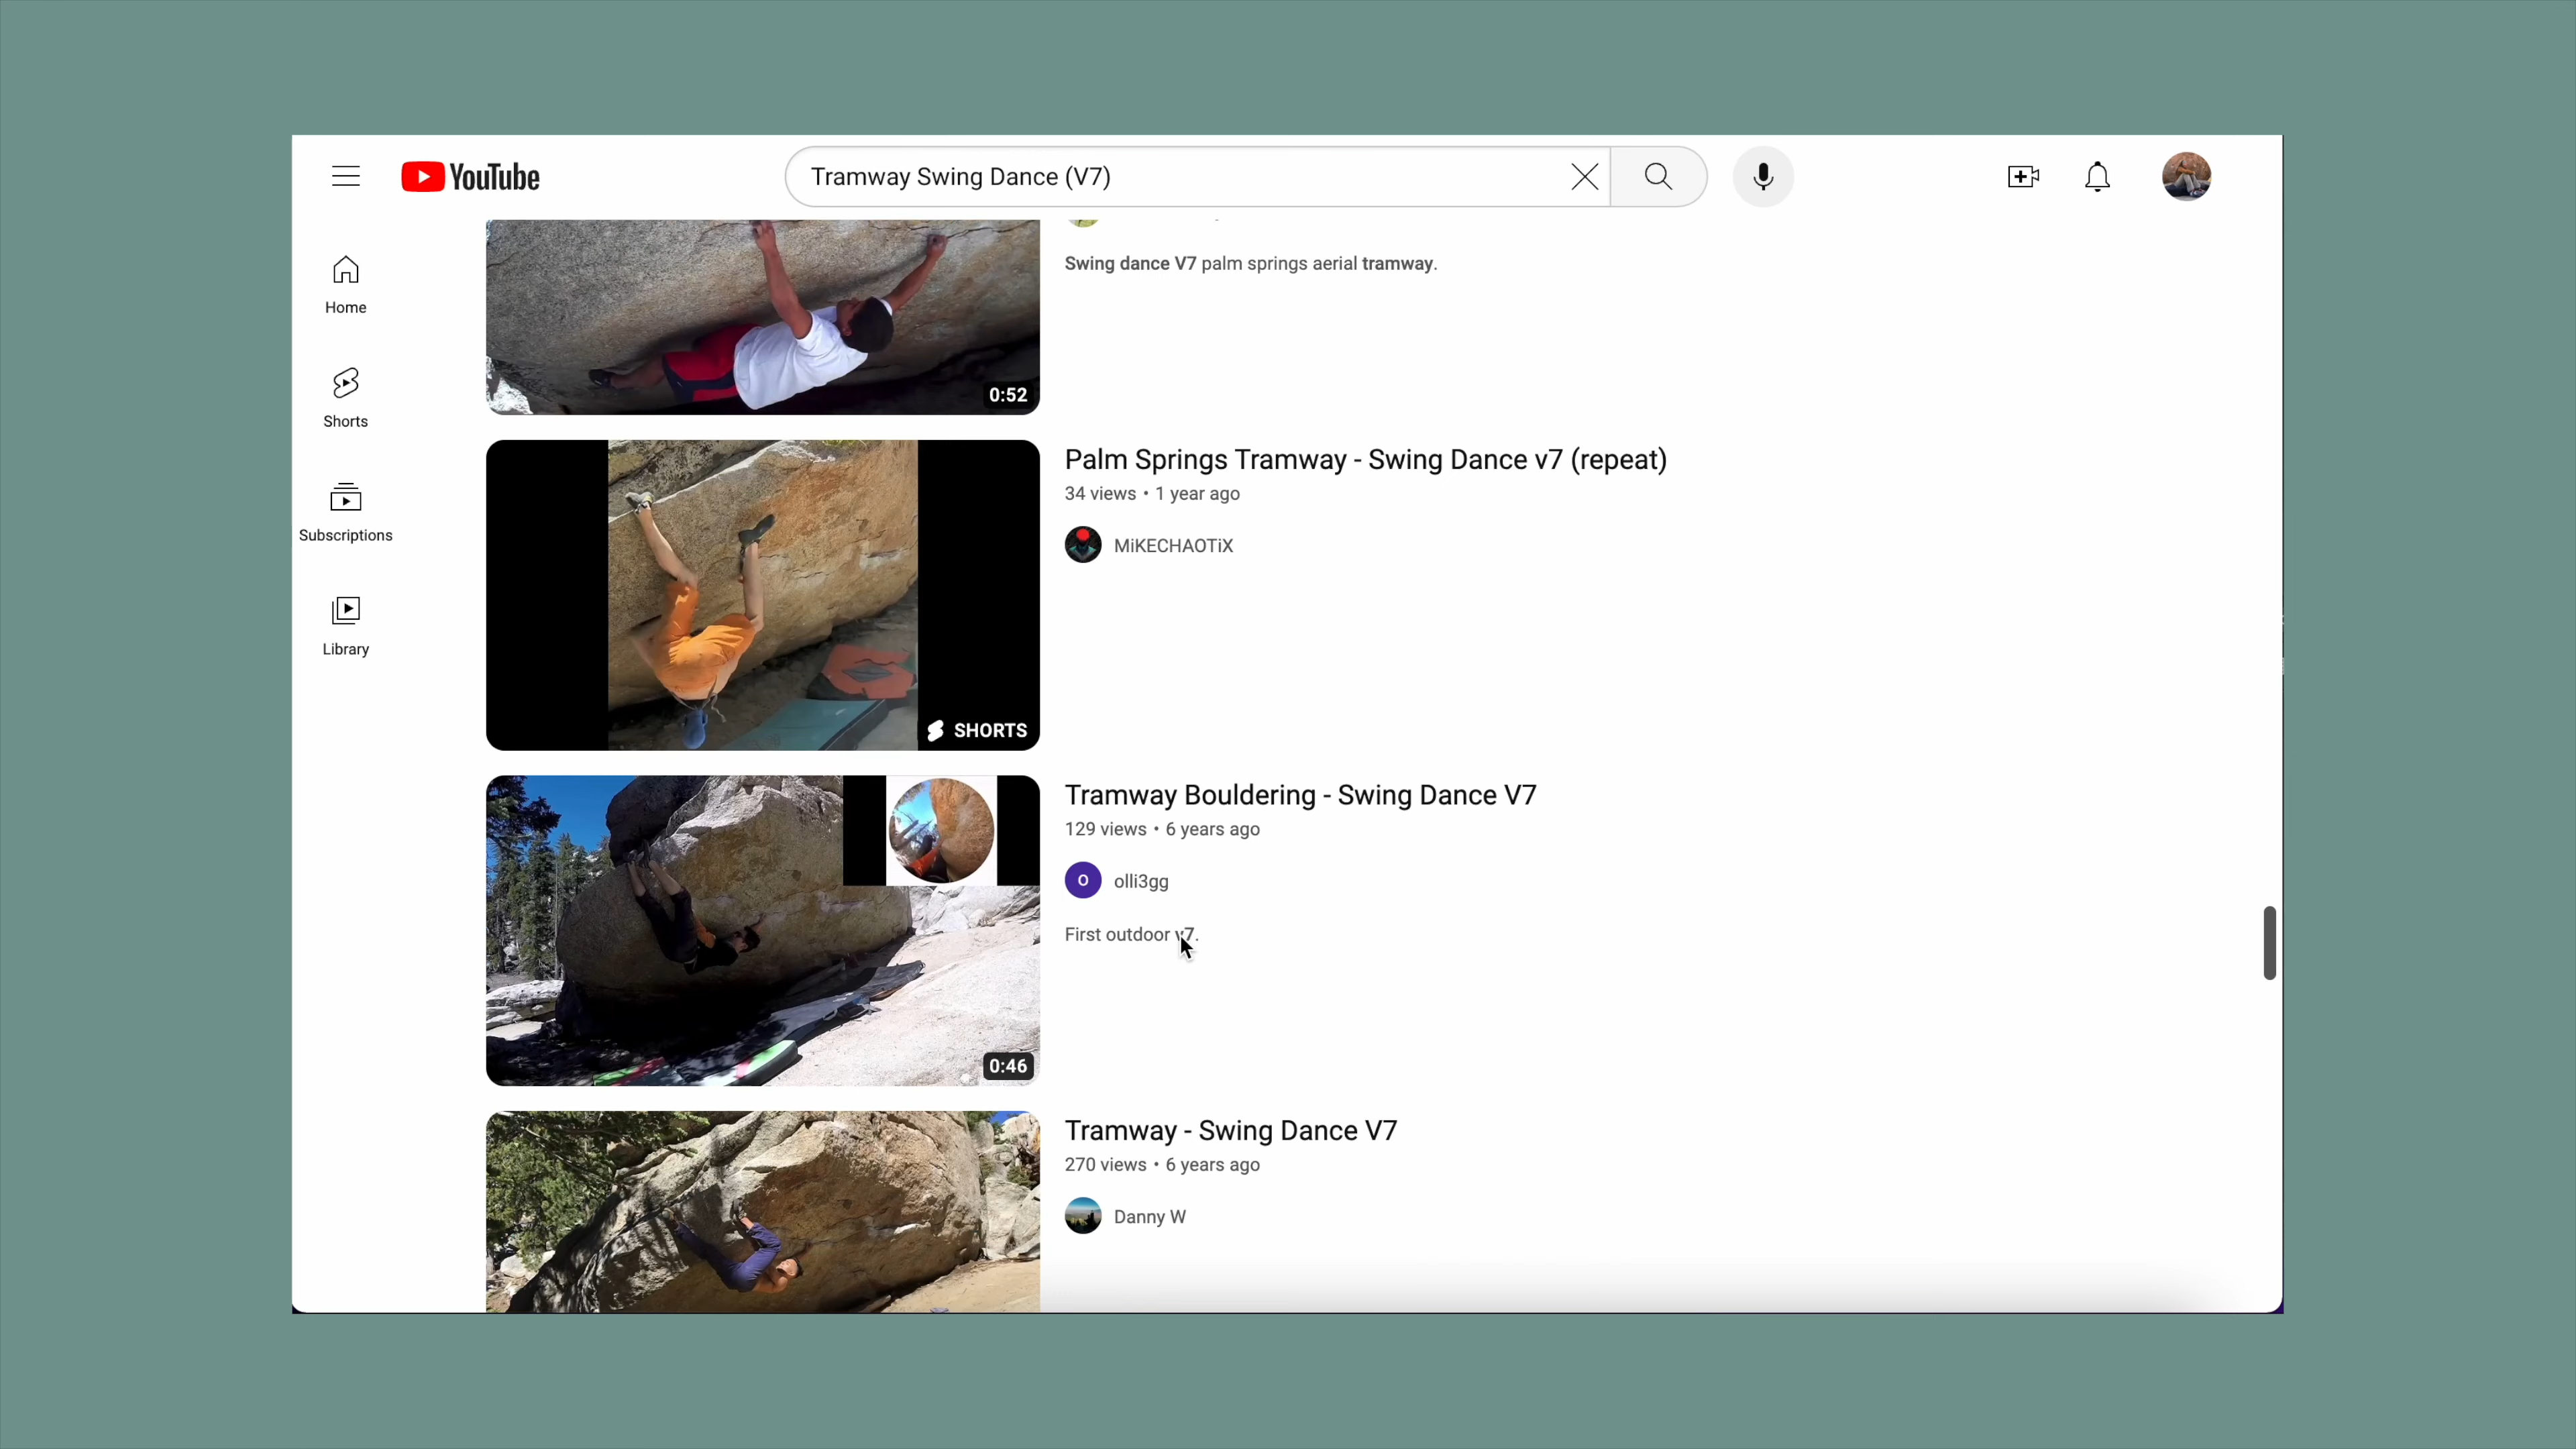 YouTube
Tramway Swing Dance (V7)
Home
Shorts
Subscriptions
Library
Swing dance V7 palm springs aerial tramway.
0:52
Palm Springs Tramway - Swing Dance v7 (repeat)
34 views • 1 year ago
MiKECHAOTiX
SHORTS
Tramway Bouldering - Swing Dance V7
129 views • 6 years ago
O olli3gg
First outdoor v7.
0:46
Tramway - Swing Dance V7
270 views • 6 years ago
Danny W